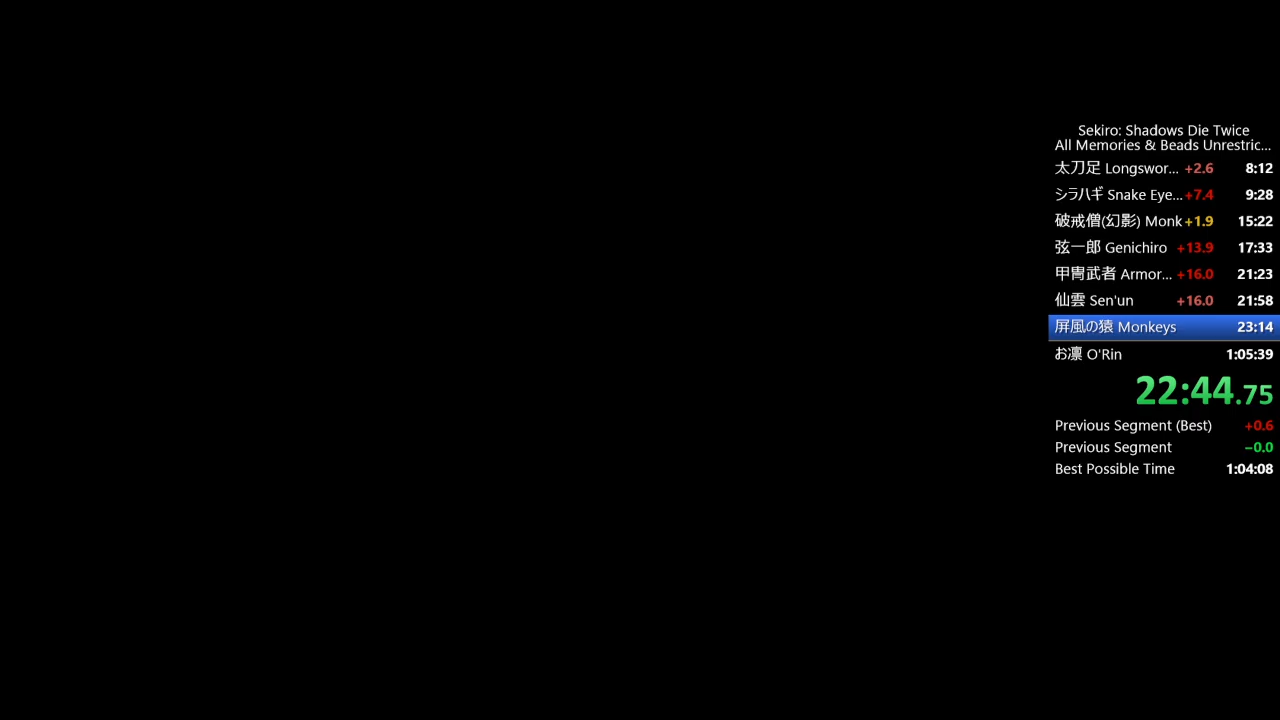 Sekiro: Shadows Die Twice
All Memories & Beads Unrestric...
太刀足 Longswor... +2.6 8:12
シラハギ Snake Eye... +7.4 9:28
破戒僧(幻影) Monk +1.9 15:22
弦一郎 Genichiro +13.9 17:33
甲冑武者 Armor... +16.0 21:23
仙雲 Sen'un +16.0 21:58
屏風の猿 Monkeys 23:14
お凛 O'Rin 1:05:39
22:44.75
Previous Segment (Best) +0.6
Previous Segment −0.0
Best Possible Time 1:04:08